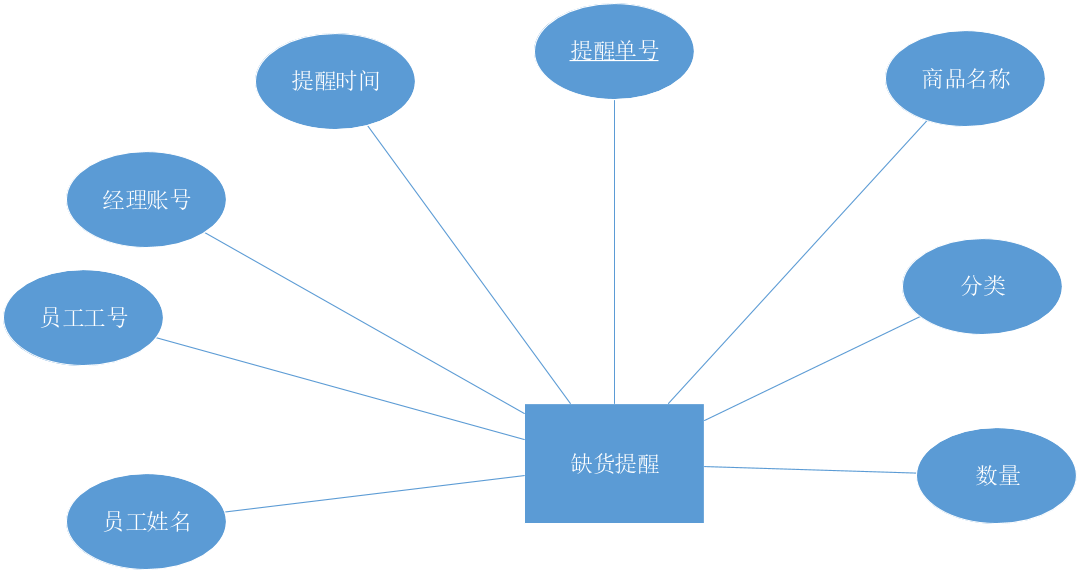 提醒单号
提醒时间
商品名称
经理账号
分类
员工工号
缺货提醒
数量
员工姓名